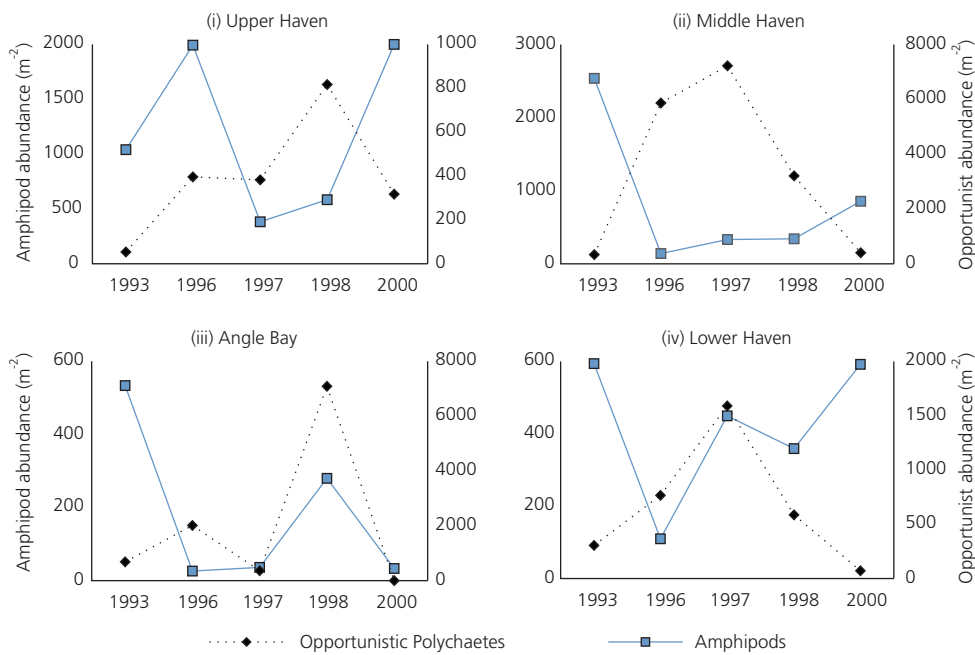 (i) Upper Haven
Amphipod abundance (m⁻²)
2000
1500
1000
500
0
1000
800
600
400
200
0
1993 1996 1997 1998 2000
(ii) Middle Haven
3000
2000
1000
0
8000
6000
4000
2000
0
Opportunist abundance (m⁻²)
1993 1996 1997 1998 2000
(iii) Angle Bay
Amphipod abundance (m⁻²)
600
400
200
0
8000
6000
4000
2000
0
1993 1996 1997 1998 2000
(iv) Lower Haven
600
400
200
0
2000
1500
1000
500
0
Opportunist abundance (m⁻²)
1993 1996 1997 1998 2000
Opportunistic Polychaetes Amphipods